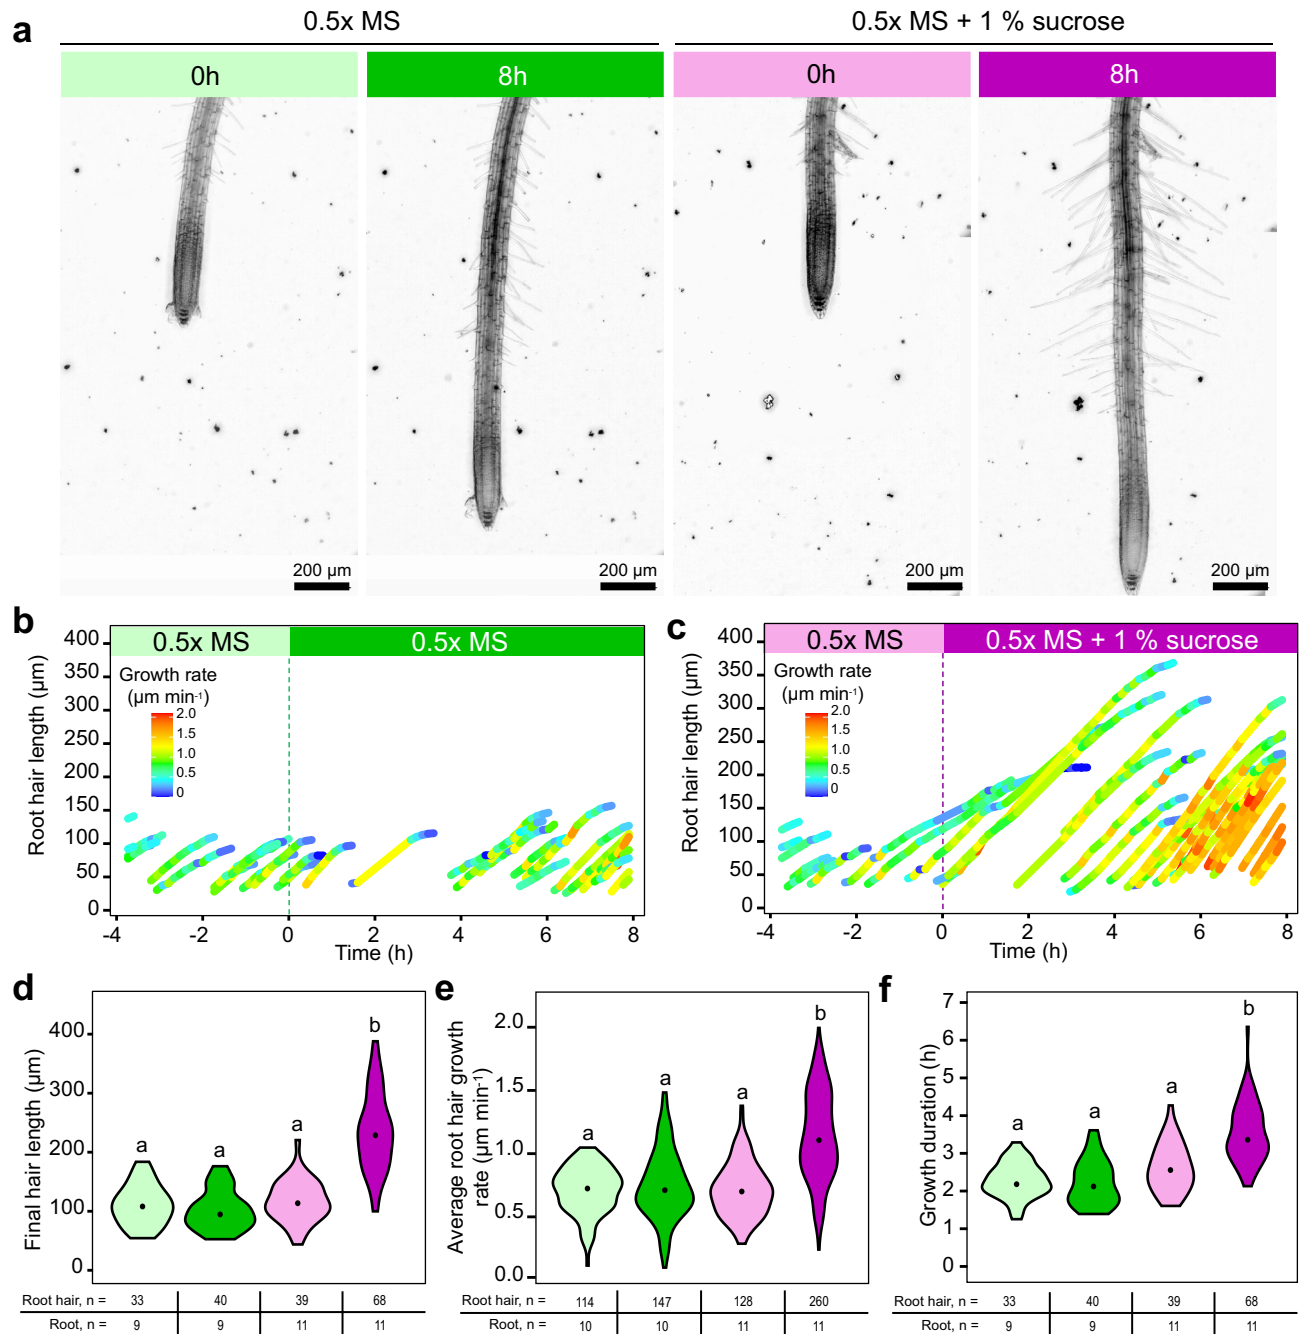 a
0.5x MS
0.5x MS + 1 % sucrose
0h
8h
0h
8h
200 µm
200 µm
200 µm
200 µm
b
0.5x MS
0.5x MS
Growth rate
(µm min-1)
2.0
1.5
1.0
0.5
0
Root hair length (µm)
400
350
300
250
200
150
100
50
0
-4
-2
0
2
4
6
8
Time (h)
c
0.5x MS
0.5x MS + 1 % sucrose
Growth rate
(µm min-1)
2.0
1.5
1.0
0.5
0
Root hair length (µm)
400
350
300
250
200
150
100
50
0
-4
-2
0
2
4
6
8
Time (h)
d
Final hair length (µm)
400
300
200
100
0
a
a
a
b
Root hair, n = 33 40 39 68
Root, n = 9 9 11 11
e
Average root hair growth
rate (µm min-1)
2.0
1.5
1.0
0.5
0.0
a
a
a
b
Root hair, n = 114 147 128 260
Root, n = 10 10 11 11
f
Growth duration (h)
7
6
5
4
3
2
1
0
a
a
a
b
Root hair, n = 33 40 39 68
Root, n = 9 9 11 11